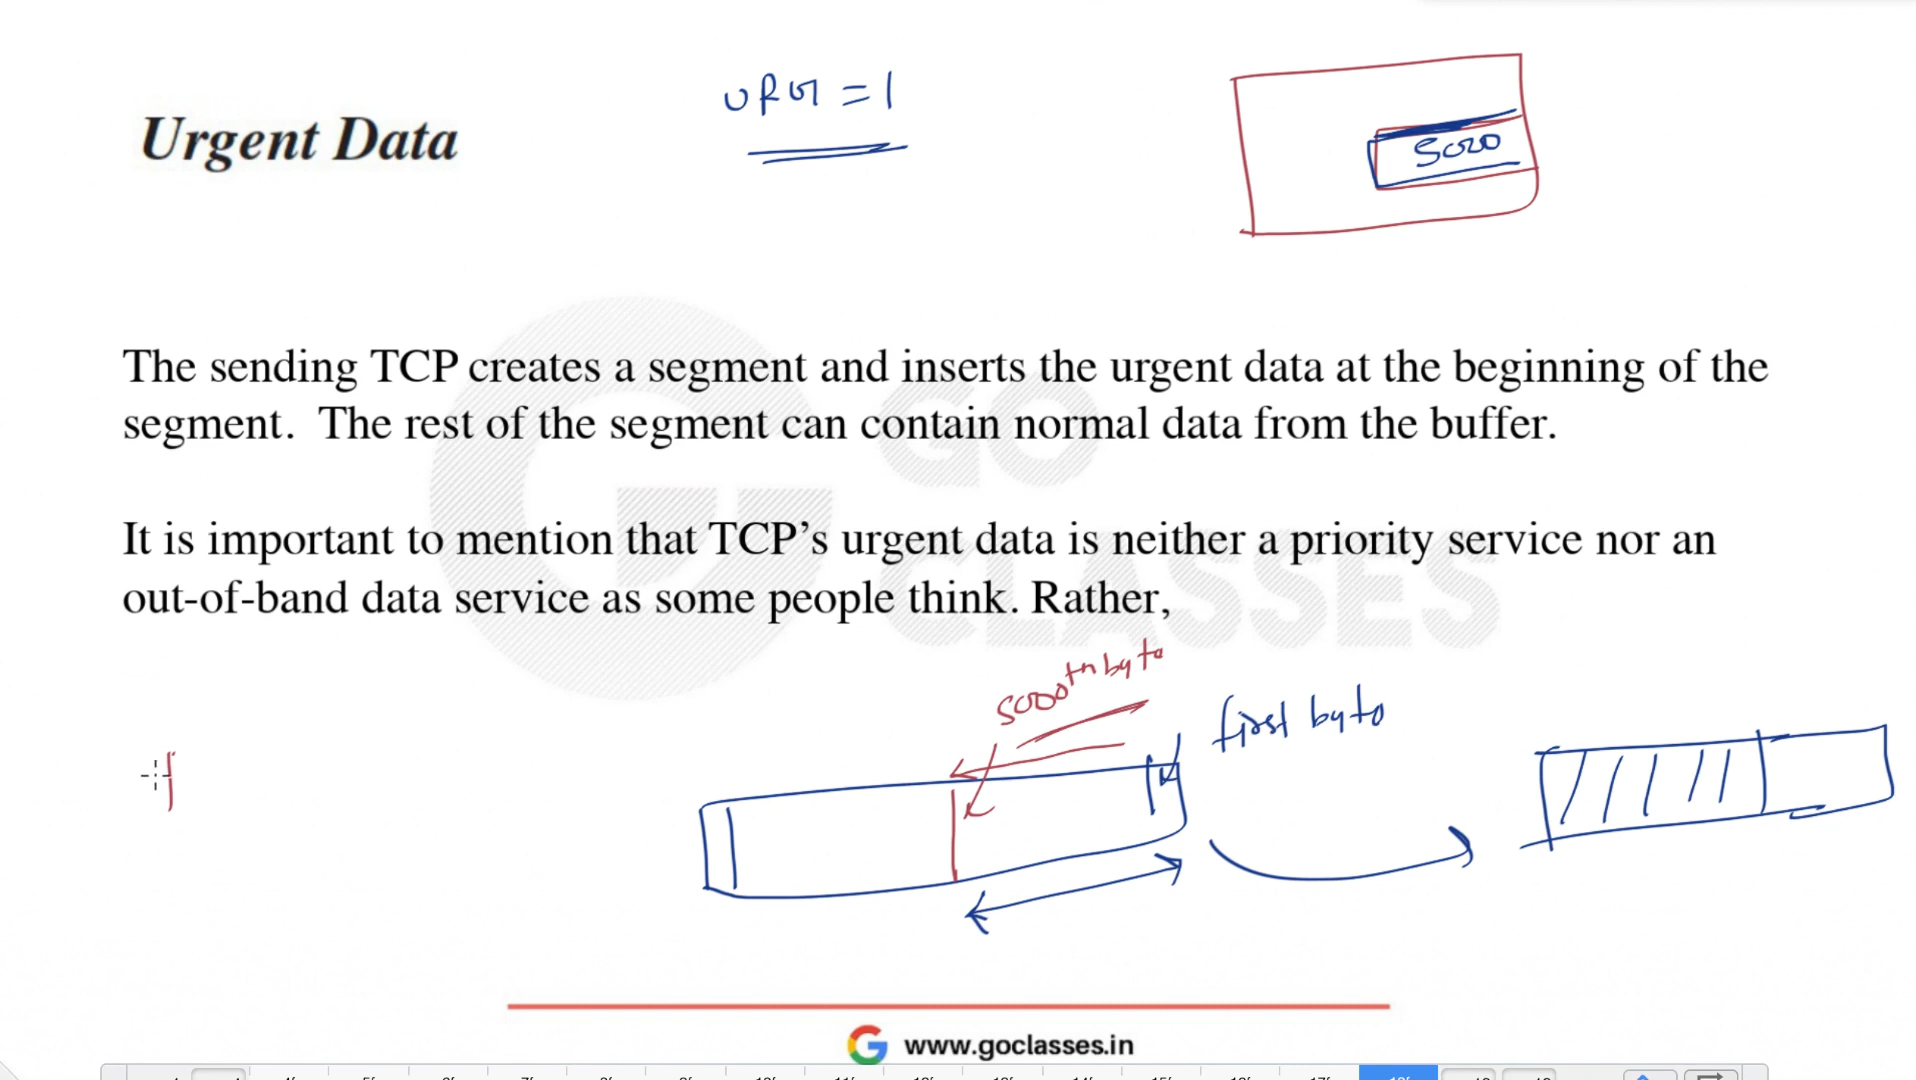 URG = 1
5000
Urgent Data
The sending TCP creates a segment and inserts the urgent data at the beginning of the
segment. The rest of the segment can contain normal data from the buffer.
It is important to mention that TCP’s urgent data is neither a priority service nor an
out-of-band data service as some people think. Rather,
5000th byte
first byte
GO
CLASSES
www.goclasses.in